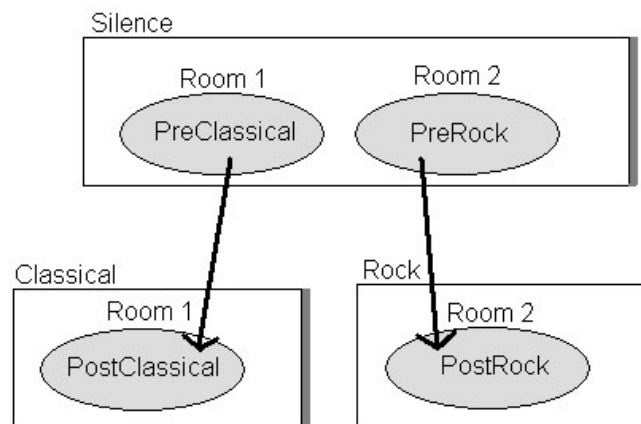 Silence
Room 1
Room 2
PreClassical
PreRock
Classical
Rock
Room 1
Room 2
PostClassical
PostRock